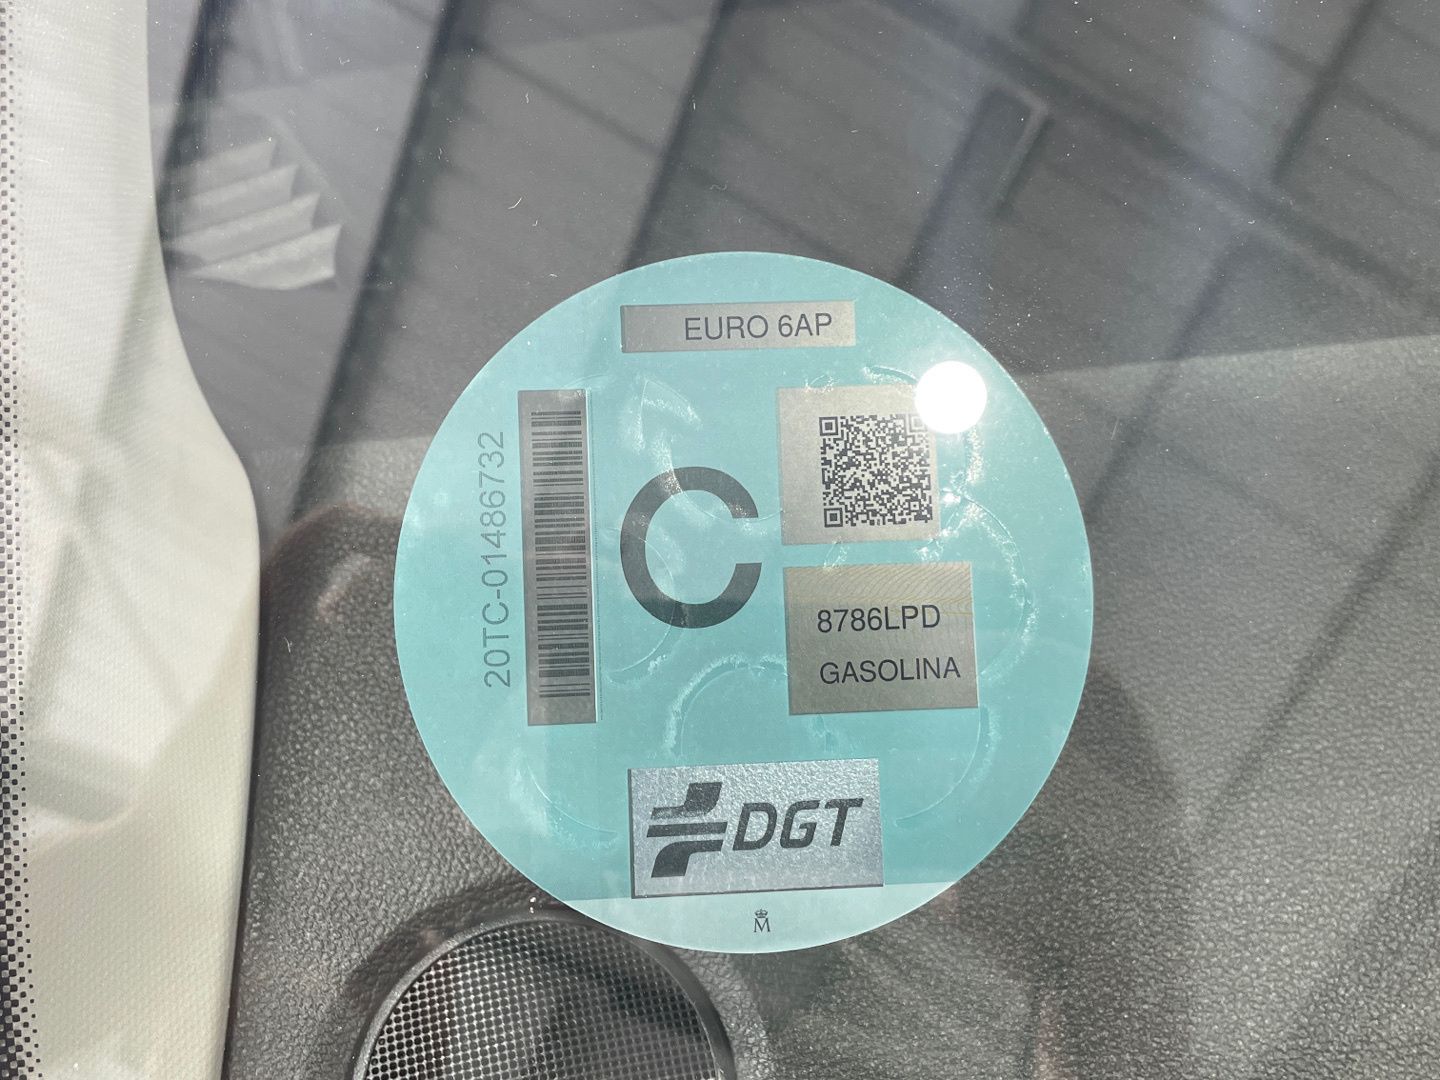 EURO 6AP
20TC-01486732
C
8786LPD
GASOLINA
DGT
M